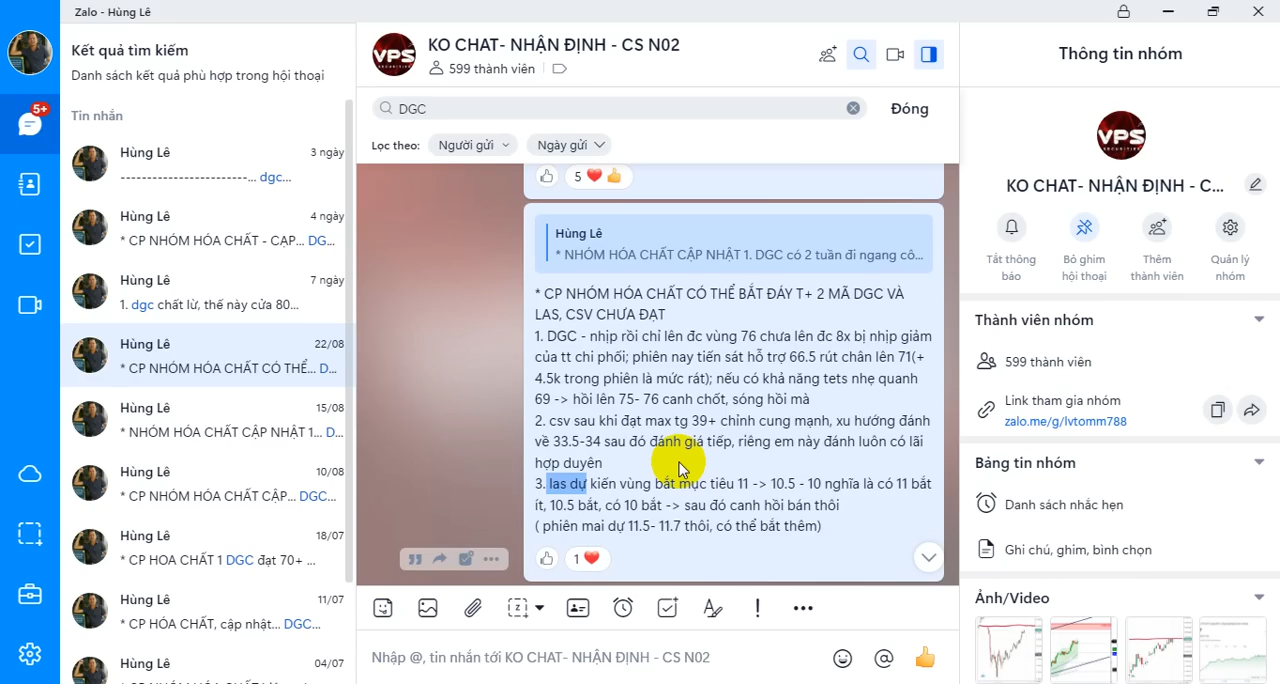 Zalo - Hùng Lê
5+
Kết quả tìm kiếm
Danh sách kết quả phù hợp trong hội thoại
Tin nhắn
Hùng Lê
3 ngày
------------------------... dgc...
Hùng Lê
4 ngày
* CP NHÓM HÓA CHẤT - CẠP... DG...
Hùng Lê
7 ngày
1. dgc chất lừ, thế này cửa 80...
Hùng Lê
22/08
* CP NHÓM HÓA CHẤT CÓ THỂ... D...
Hùng Lê
15/08
* NHÓM HÓA CHẤT CẬP NHẬT 1... D...
Hùng Lê
10/08
* CP NHÓM HÓA CHẤT CẬP... DGC...
Hùng Lê
18/07
* CP HOA CHẤT 1 DGC đạt 70+ ...
Hùng Lê
11/07
* CP HÓA CHẤT, cập nhật... DGC...
Hùng Lê
04/07
VPS
SECURITIES
KO CHAT- NHẬN ĐỊNH - CS N02
599 thành viên
DGC
Đóng
Lọc theo:
Người gửi
Ngày gửi
5
Hùng Lê
* NHÓM HÓA CHẤT CẬP NHẬT 1. DGC có 2 tuần đi ngang cô...
* CP NHÓM HÓA CHẤT CÓ THỂ BẮT ĐÁY T+ 2 MÃ DGC VÀ
LAS, CSV CHƯA ĐẠT
1. DGC - nhịp rồi chỉ lên đc vùng 76 chưa lên đc 8x bị nhịp giảm
của tt chi phối; phiên nay tiến sát hỗ trợ 66.5 rút chân lên 71(+
4.5k trong phiên là mức rát); nếu có khả năng tets nhẹ quanh
69 -> hồi lên 75- 76 canh chốt, sóng hồi mà
2. csv sau khi đạt max tg 39+ chỉnh cung mạnh, xu hướng đánh
về 33.5-34 sau đó đánh giá tiếp, riêng em này đánh luôn có lãi
hợp duyên
3. las dự kiến vùng bắt mục tiêu 11 -> 10.5 - 10 nghĩa là có 11 bắt
ít, 10.5 bắt, có 10 bắt -> sau đó canh hồi bán thôi
( phiên mai dự 11.5- 11.7 thôi, có thể bắt thêm)
1
Nhập @, tin nhắn tới KO CHAT- NHẬN ĐỊNH - CS N02
Thông tin nhóm
VPS
SECURITIES
KO CHAT- NHẬN ĐỊNH - C...
Tắt thông báo
Bỏ ghim hội thoại
Thêm thành viên
Quản lý nhóm
Thành viên nhóm
599 thành viên
Link tham gia nhóm
zalo.me/g/lvtomm788
Bảng tin nhóm
Danh sách nhắc hẹn
Ghi chú, ghim, bình chọn
Ảnh/Video